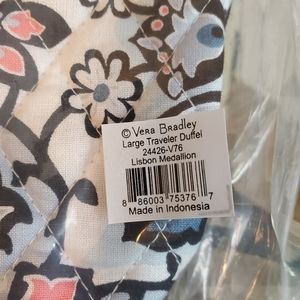 © Vera Bradley
Large Traveler Duffel
24426-V76
Lisbon Medallion
8 86003 75376 7
Made in Indonesia